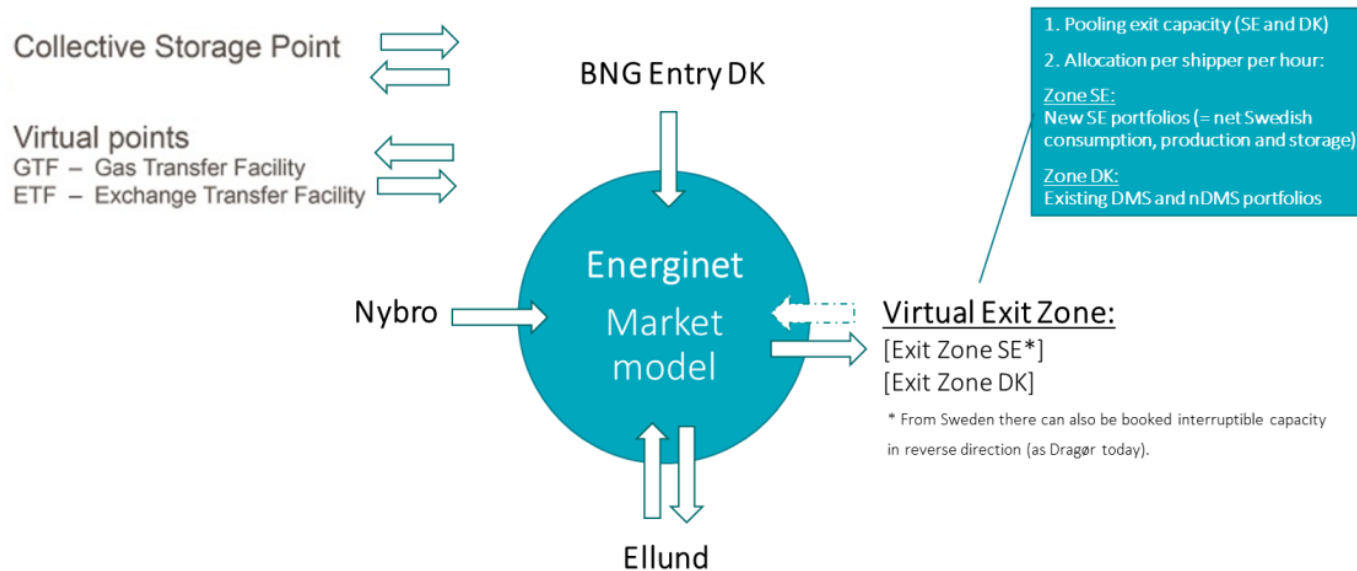 Collective Storage Point
Virtual points
GTF – Gas Transfer Facility
ETF – Exchange Transfer Facility
BNG Entry DK
Nybro
Energinet
Market
model
Ellund
1. Pooling exit capacity (SE and DK)
2. Allocation per shipper per hour:
Zone SE:
New SE portfolios (= net Swedish
consumption, production and storage)
Zone DK:
Existing DMS and nDMS portfolios
Virtual Exit Zone:
[Exit Zone SE*]
[Exit Zone DK]
* From Sweden there can also be booked interruptible capacity
in reverse direction (as Dragør today).